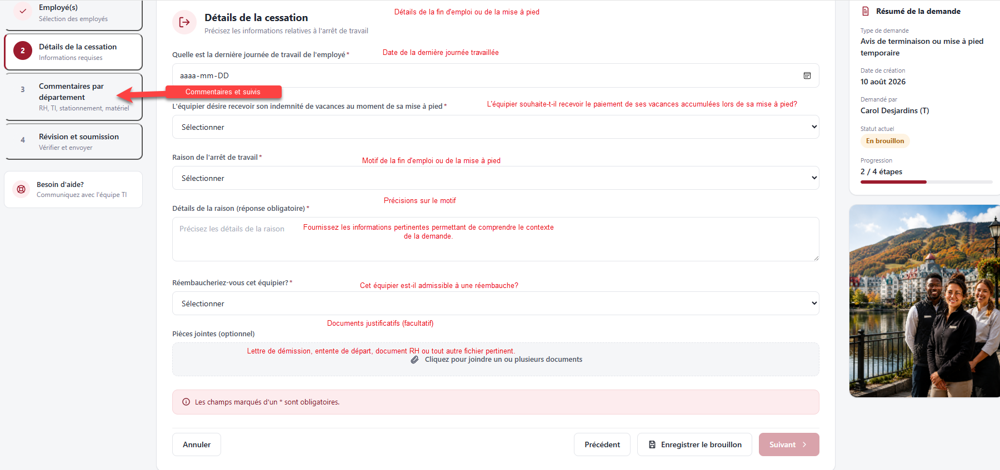 Employé(s)
Sélection des employés
2
Détails de la cessation
Informations requises
3
Commentaires par
département
RH, TI, stationnement, matériel
4
Révision et soumission
Vérifier et envoyer
Besoin d'aide?
Communiquez avec l'équipe TI
Détails de la cessation
Détails de la fin d'emploi ou de la mise à pied
Précisez les informations relatives à l'arrêt de travail
Quelle est la dernière journée de travail de l'employé*
Date de la dernière journée travaillée
aaaa-mm-DD
Commentaires et suivis
L'équipier désire recevoir son indemnité de vacances au moment de sa mise à pied*
L'équipier souhaite-t-il recevoir le paiement de ses vacances accumulées lors de sa mise à pied?
Sélectionner
Raison de l'arrêt de travail*
Motif de la fin d'emploi ou de la mise à pied
Sélectionner
Précisions sur le motif
Détails de la raison (réponse obligatoire)*
Précisez les détails de la raison
Fournissez les informations pertinentes permettant de comprendre le contexte
de la demande.
Réembaucheriez-vous cet équipier?*
Cet équipier est-il admissible à une réembauche?
Sélectionner
Documents justificatifs (facultatif)
Pièces jointes (optionnel)
Lettre de démission, entente de départ, document RH ou tout autre fichier pertinent.
Cliquez pour joindre un ou plusieurs documents
Les champs marqués d'un * sont obligatoires.
Annuler
Précédent
Enregistrer le brouillon
Suivant
Résumé de la demande
Type de demande
Avis de terminaison ou mise à pied
temporaire
Date de création
10 août 2026
Demandé par
Carol Desjardins (T)
Statut actuel
En brouillon
Progression
2 / 4 étapes